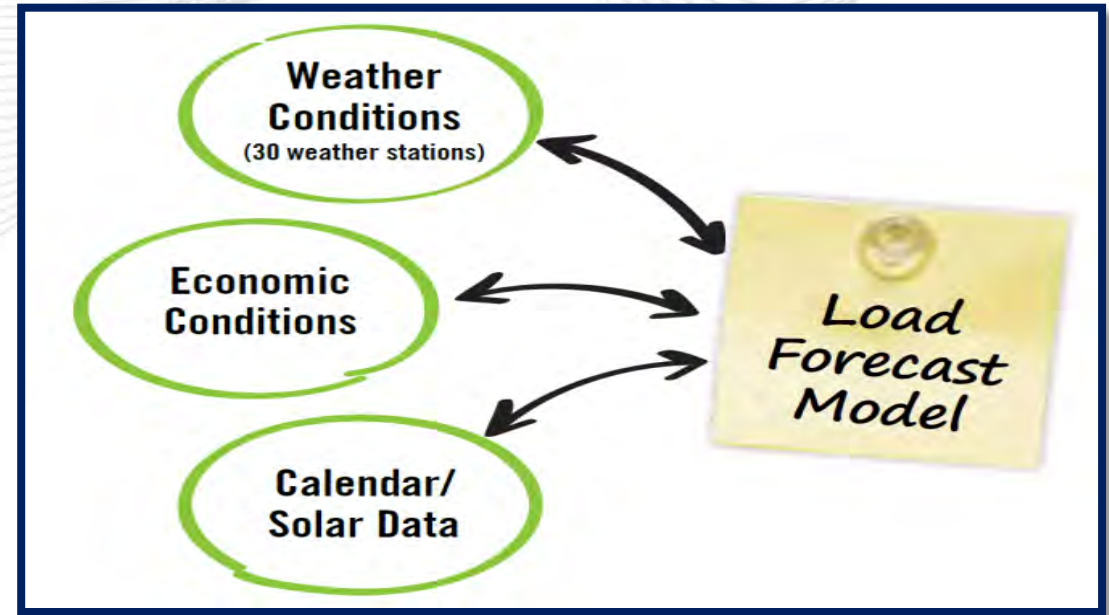 Weather
Conditions
(30 weather stations)
Economic
Conditions
Calendar/
Solar Data
Load
Forecast
Model